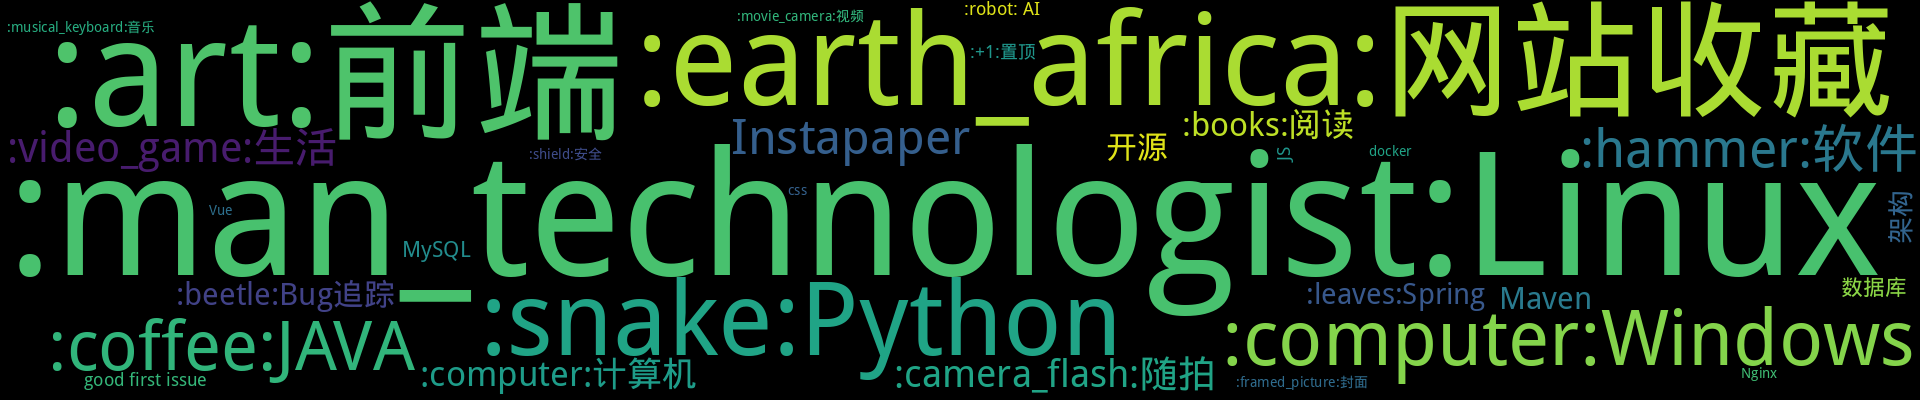 :musical_keyboard:音乐
:art:前端
:movie_camera:视频
:robot: AI
:earth_africa:网站收藏
:+1:置顶
:video_game:生活
:shield:安全
Instapaper
开源
:books:阅读
JS
docker
:hammer:软件
:man_technologist:Linux
css
Vue
架构
MySQL
:beetle:Bug追踪
:snake:Python
:leaves:Spring
Maven
数据库
:coffee:JAVA
:computer:Windows
good first issue
:computer:计算机
:camera_flash:随拍
:framed_picture:封面
Nginx